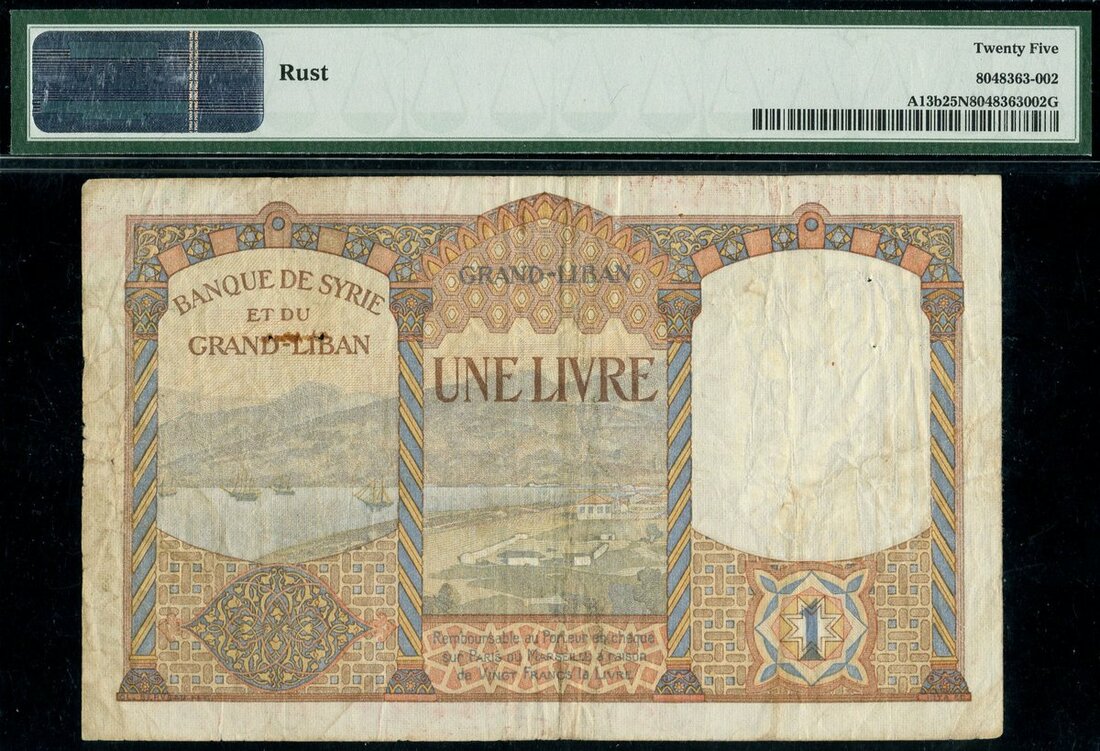 Rust
Twenty Five
8048363-002
A13b25N8048363002G
BANQUE DE SYRIE
ET DU
GRAND-LIBAN
GRAND-LIBAN
UNE LIVRE
Remboursable au Porteur en chèque
sur PARIS ou MARSEILLE à raison
de VINGT FRANCS la LIVRE
1